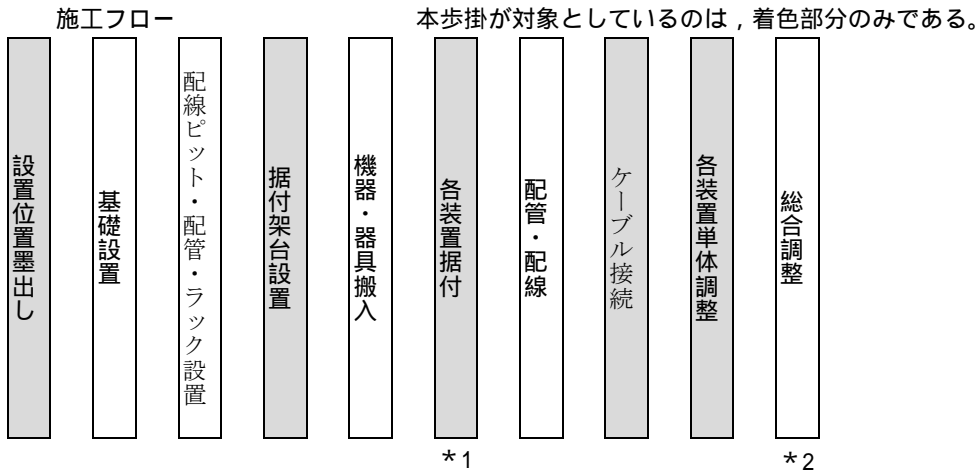 施工フロー
本歩掛が対象としているのは，着色部分のみである。
設置位置墨出し
基礎設置
配線ピット・配管・ラック設置
据付架台設置
機器・器具搬入
各装置据付
配管・配線
ケーブル接続
各装置単体調整
総合調整
＊1
＊2